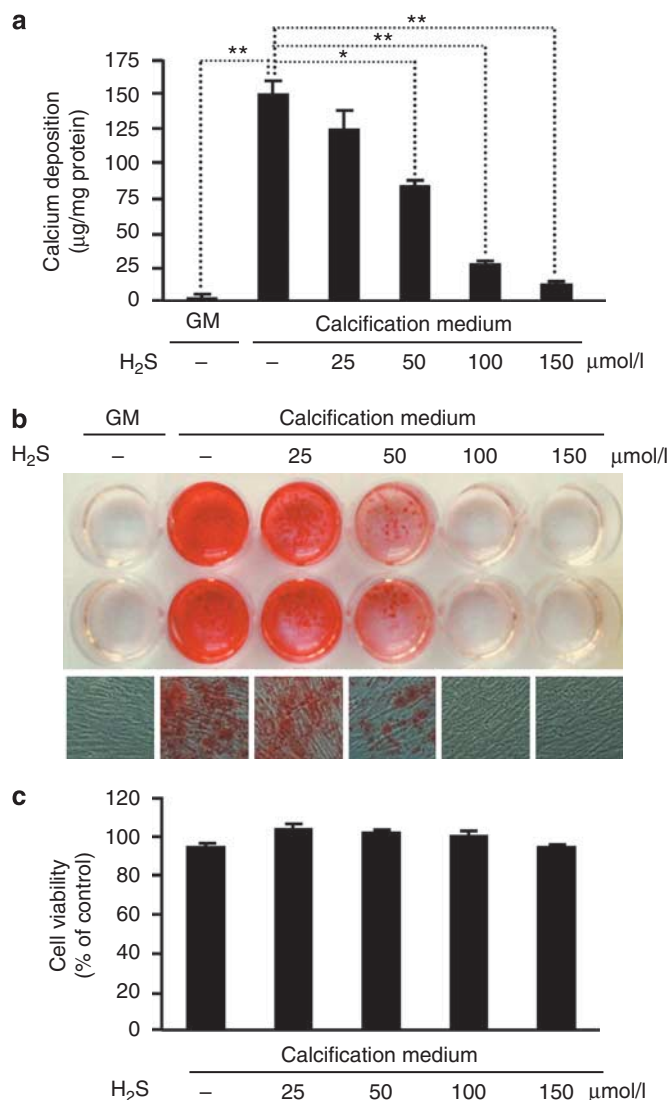 a
** 
**
** *
175
150
125
100
75
50
25
0
Calcium deposition
(μg/mg protein)
GM Calcification medium
H₂S – – 25 50 100 150 μmol/l
b
GM Calcification medium
H₂S – – 25 50 100 150 μmol/l
c
120
100
80
60
40
20
0
Cell viability
(% of control)
Calcification medium
H₂S – 25 50 100 150 μmol/l